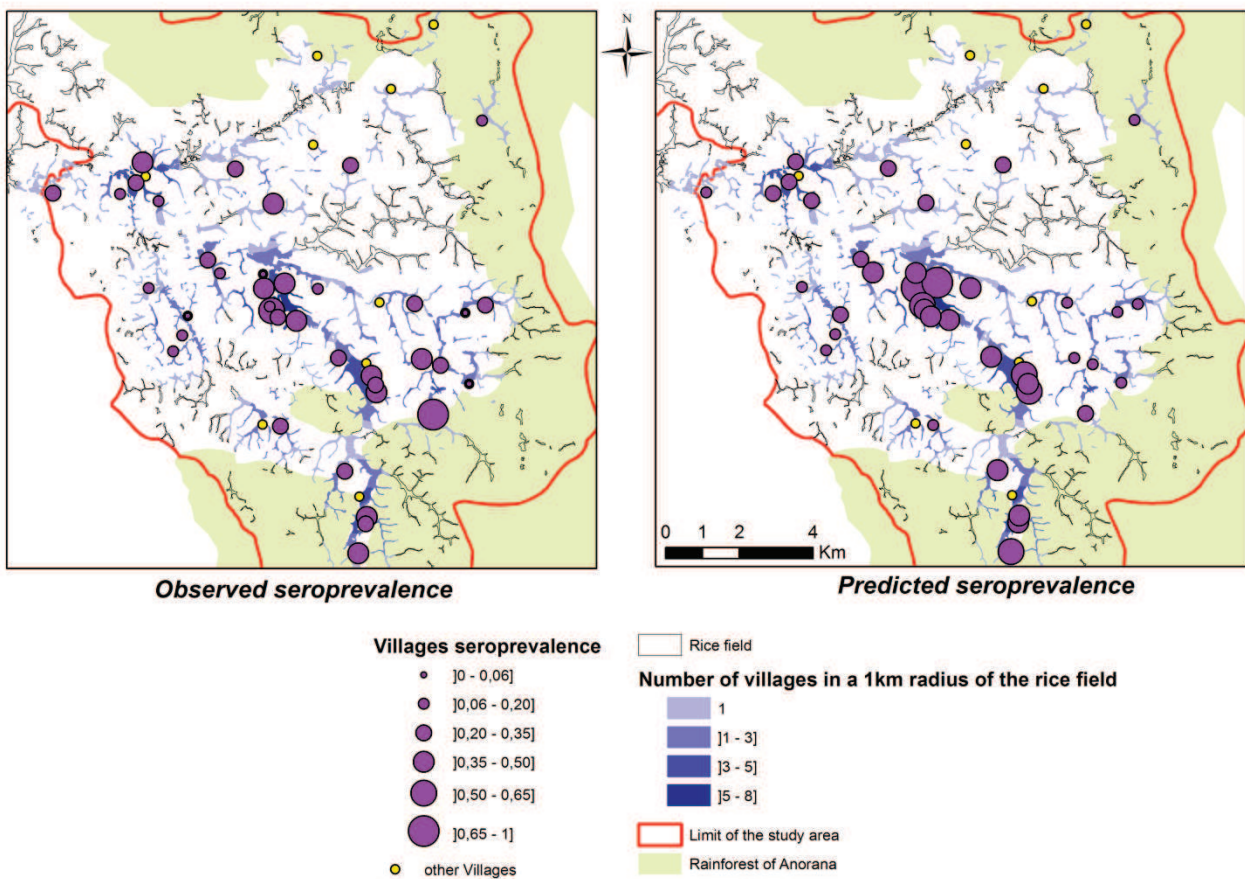 N
0 1 2 4
Km
Observed seroprevalence
Predicted seroprevalence
Villages seroprevalence
]0 - 0,06]
]0,06 - 0,20]
]0,20 - 0,35]
]0,35 - 0,50]
]0,50 - 0,65]
]0,65 - 1]
other Villages
Rice field
Number of villages in a 1km radius of the rice field
1
]1 - 3]
]3 - 5]
]5 - 8]
Limit of the study area
Rainforest of Anorana